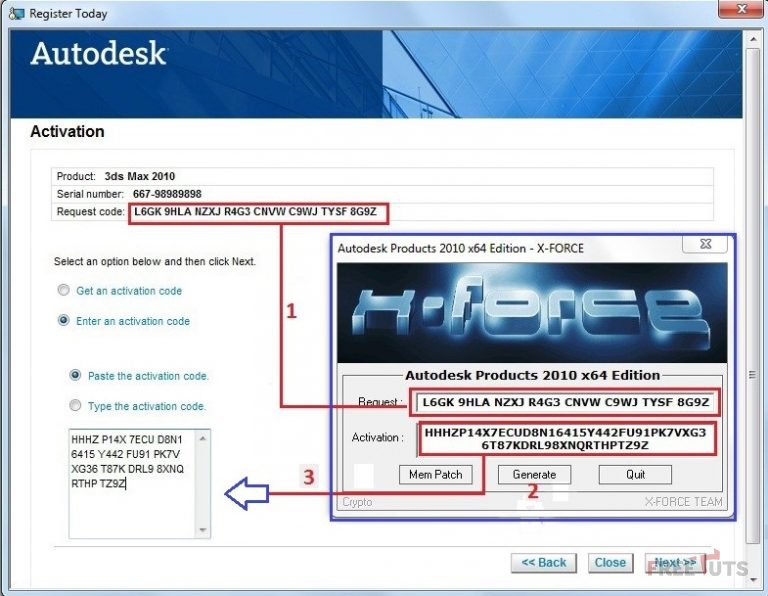 Register Today
Autodesk
Activation
Product: 3ds Max 2010
Serial number: 667-98989898
Request code: L6GK 9HLA NZXJ R4G3 CNVW C9WJ TYSF 8G9Z
Select an option below and then click Next.
Get an activation code
Enter an activation code
Paste the activation code.
Type the activation code.
HHHZ P14X 7ECU D8N1
6415 Y442 FU91 PK7V
XG36 T87K DRL9 8XNQ
RTHP TZ9Z
1
Autodesk Products 2010 x64 Edition - X-FORCE
x-force
Autodesk Products 2010 x64 Edition
Request : L6GK 9HLA NZXJ R4G3 CNVW C9WJ TYSF 8G9Z
Activation : HHHZP14X7ECUD8N16415Y442FU91PK7VXG3
6T87KDRL98XNQRTHPTZ9Z
Mem Patch Generate Quit
2
3
Crypto X-FORCE TEAM
<< Back Close Next >>
FREETUTS